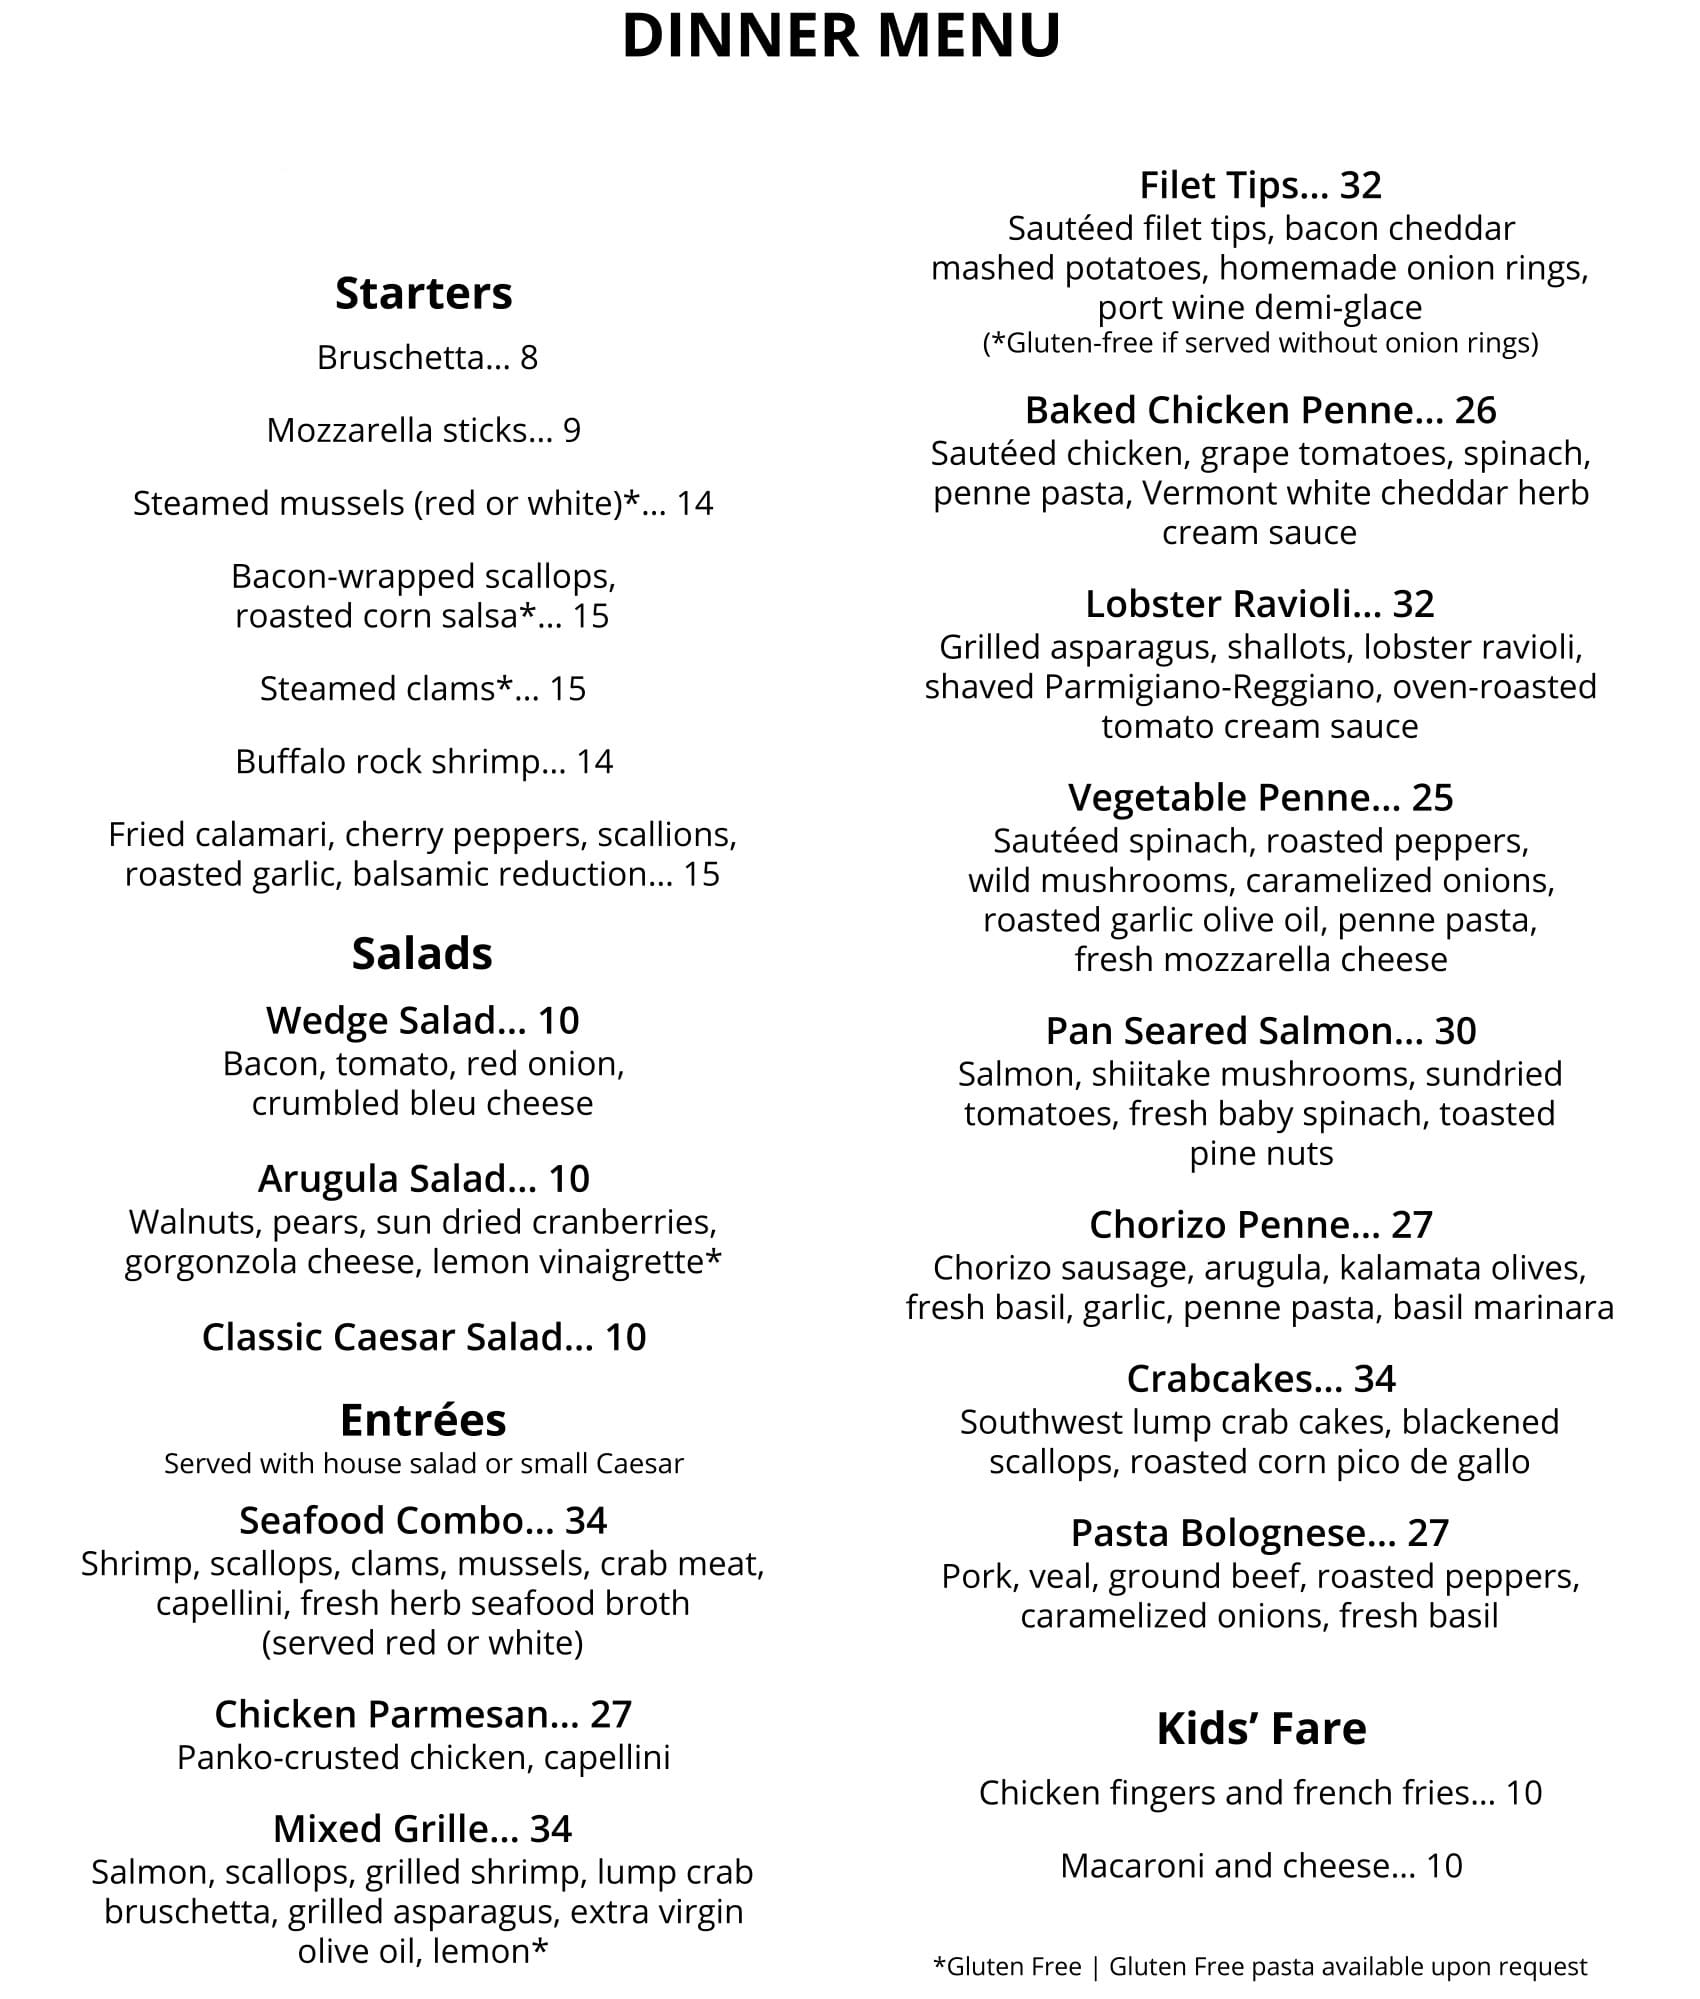 DINNER MENU
Starters
Bruschetta... 8
Mozzarella sticks... 9
Steamed mussels (red or white)*... 14
Bacon-wrapped scallops,
roasted corn salsa*... 15
Steamed clams*... 15
Buffalo rock shrimp... 14
Fried calamari, cherry peppers, scallions,
roasted garlic, balsamic reduction... 15
Salads
Wedge Salad... 10
Bacon, tomato, red onion,
crumbled bleu cheese
Arugula Salad... 10
Walnuts, pears, sun dried cranberries,
gorgonzola cheese, lemon vinaigrette*
Classic Caesar Salad... 10
Entrées
Served with house salad or small Caesar
Seafood Combo... 34
Shrimp, scallops, clams, mussels, crab meat,
capellini, fresh herb seafood broth
(served red or white)
Chicken Parmesan... 27
Panko-crusted chicken, capellini
Mixed Grille... 34
Salmon, scallops, grilled shrimp, lump crab
bruschetta, grilled asparagus, extra virgin
olive oil, lemon*
Filet Tips... 32
Sautéed filet tips, bacon cheddar
mashed potatoes, homemade onion rings,
port wine demi-glace
(*Gluten-free if served without onion rings)
Baked Chicken Penne... 26
Sautéed chicken, grape tomatoes, spinach,
penne pasta, Vermont white cheddar herb
cream sauce
Lobster Ravioli... 32
Grilled asparagus, shallots, lobster ravioli,
shaved Parmigiano-Reggiano, oven-roasted
tomato cream sauce
Vegetable Penne... 25
Sautéed spinach, roasted peppers,
wild mushrooms, caramelized onions,
roasted garlic olive oil, penne pasta,
fresh mozzarella cheese
Pan Seared Salmon... 30
Salmon, shiitake mushrooms, sundried
tomatoes, fresh baby spinach, toasted
pine nuts
Chorizo Penne... 27
Chorizo sausage, arugula, kalamata olives,
fresh basil, garlic, penne pasta, basil marinara
Crabcakes... 34
Southwest lump crab cakes, blackened
scallops, roasted corn pico de gallo
Pasta Bolognese... 27
Pork, veal, ground beef, roasted peppers,
caramelized onions, fresh basil
Kids’ Fare
Chicken fingers and french fries... 10
Macaroni and cheese... 10
*Gluten Free | Gluten Free pasta available upon request